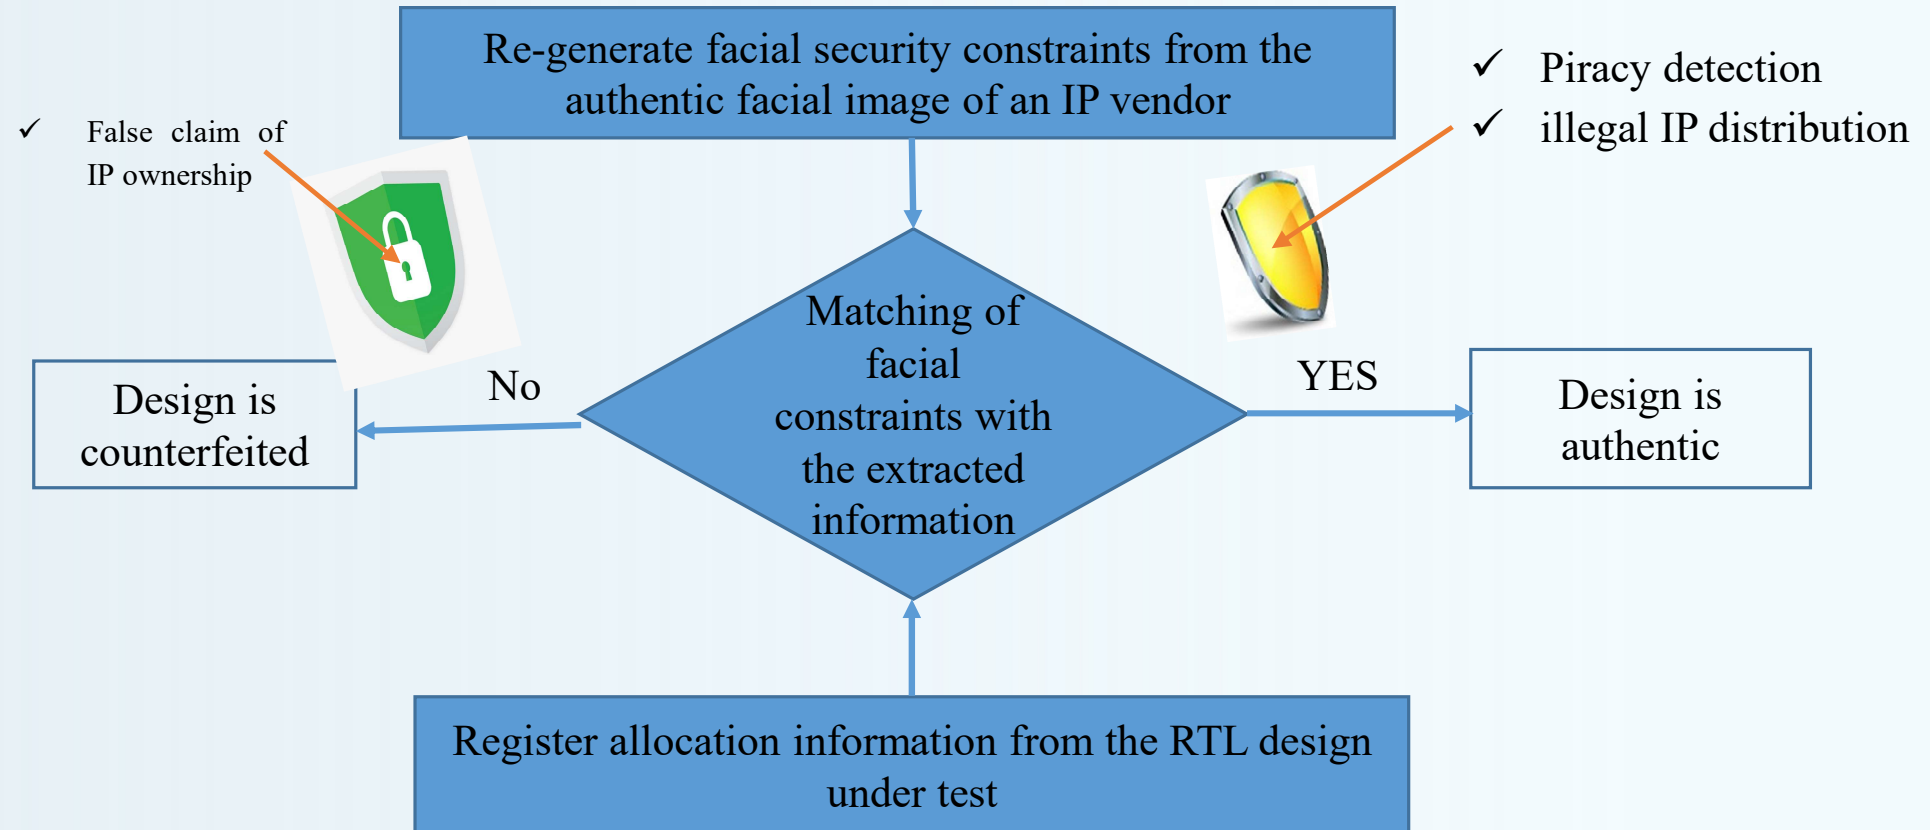 Re-generate facial security constraints from the
authentic facial image of an IP vendor
✓ Piracy detection
✓ illegal IP distribution
✓ False claim of
IP ownership
Matching of
facial
constraints with
the extracted
information
No
YES
Design is
counterfeited
Design is
authentic
Register allocation information from the RTL design
under test